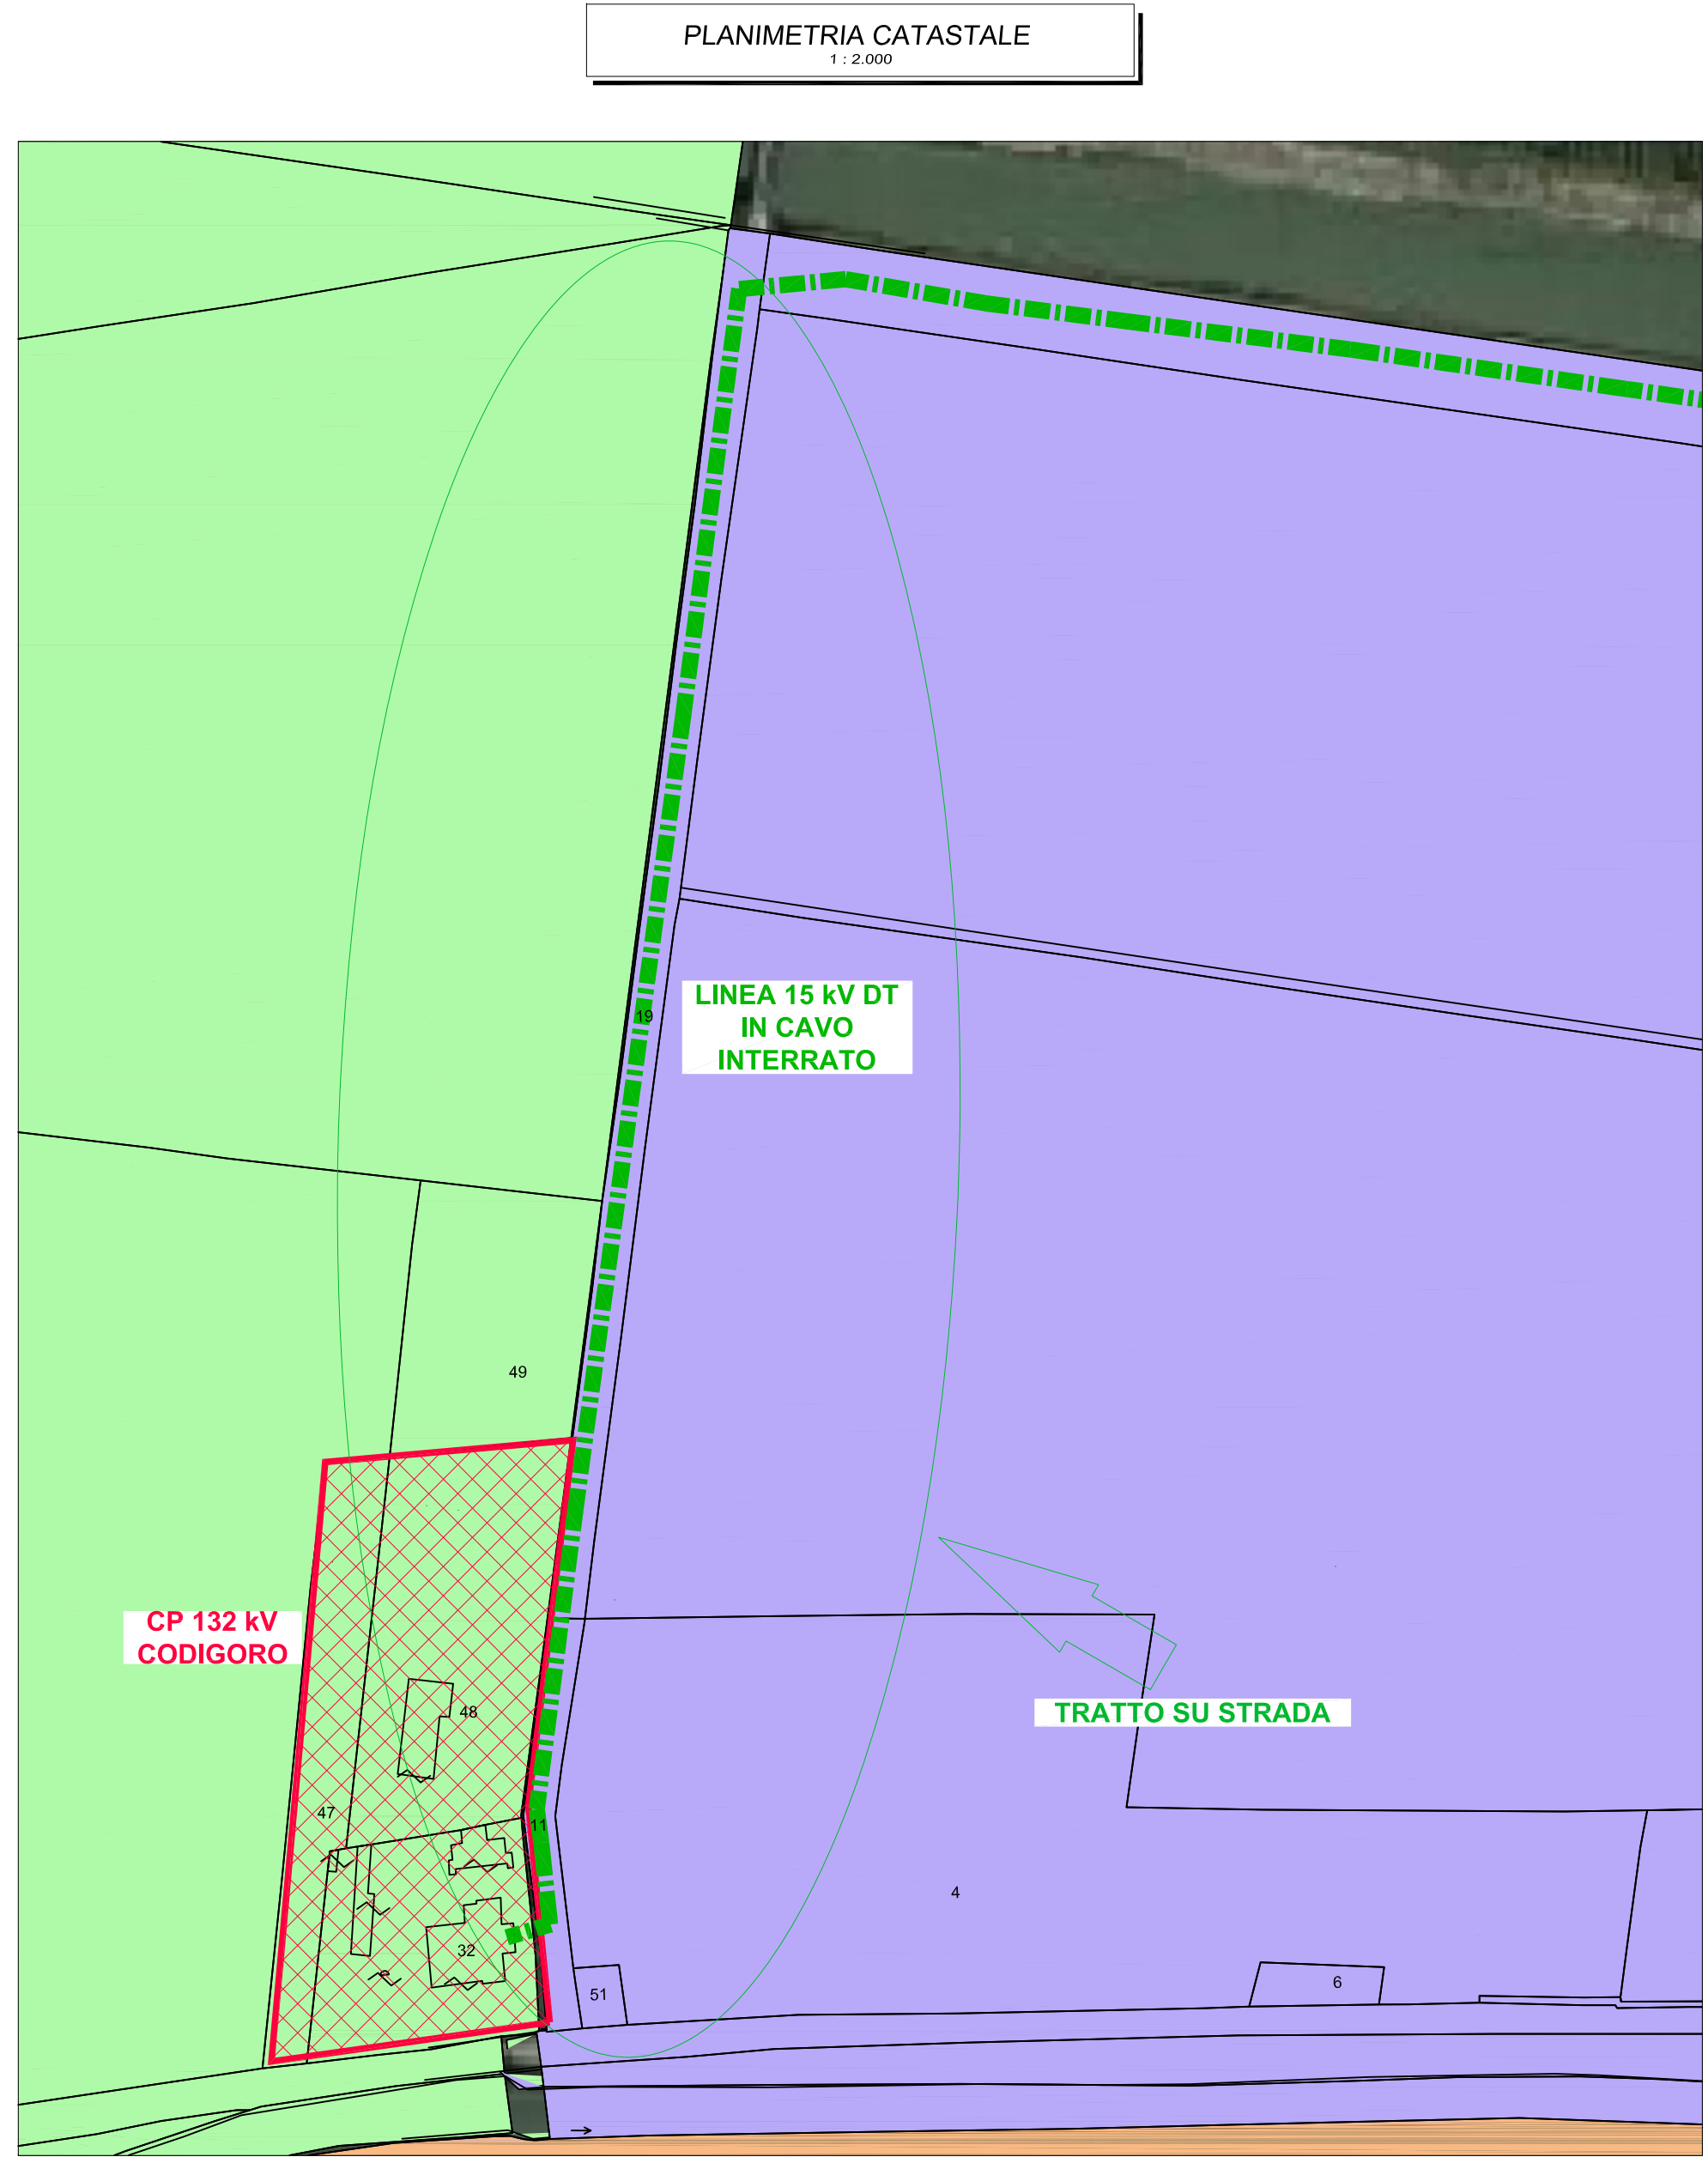 PLANIMETRIA CATASTALE
1 : 2.000
LINEA 15 kV DT
IN CAVO
INTERRATO
19
49
CP 132 kV
CODIGORO
48
TRATTO SU STRADA
47
11
4
32
e
51
6